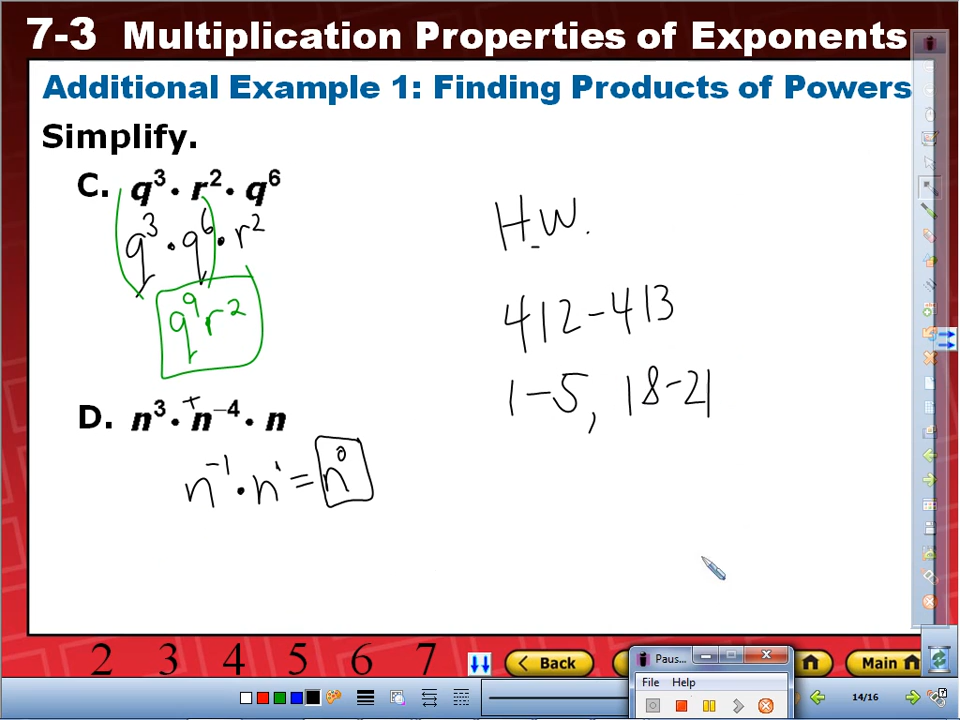 7-3 Multiplication Properties of Exponents
Additional Example 1: Finding Products of Powers
Simplify.
C. q³ • r² • q⁶
q³ • q⁶ • r²
q⁹r²
D. n³ • n⁻⁴ • n
+
n⁻¹ • n¹ = n⁰
H.W.
412-413
1-5, 18-21
2 3 4 5 6 7
Back
Main
Paus...
File Help
14/16